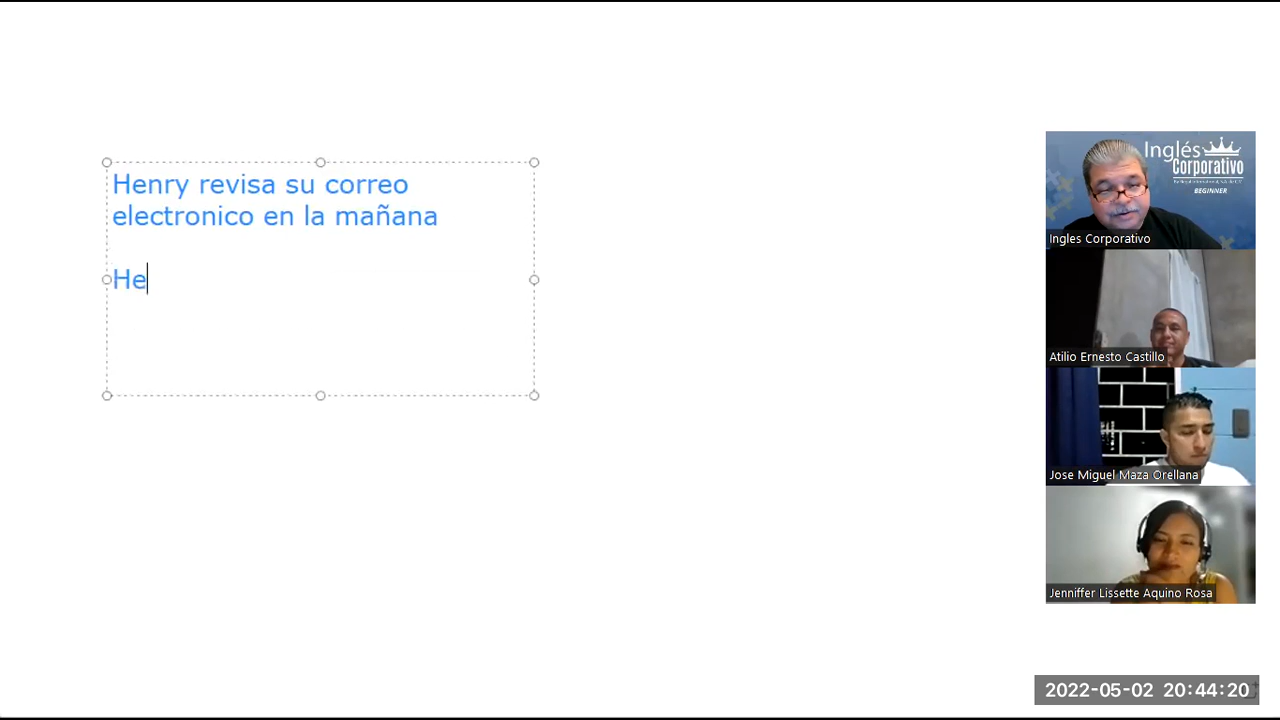 Henry revisa su correo
electronico en la mañana
He
Inglés
Corporativo
BEGINNER
Ingles Corporativo
Atilio Ernesto Castillo
Jose Miguel Maza Orellana
Jenniffer Lissette Aquino Rosa
2022-05-02 20:44:20